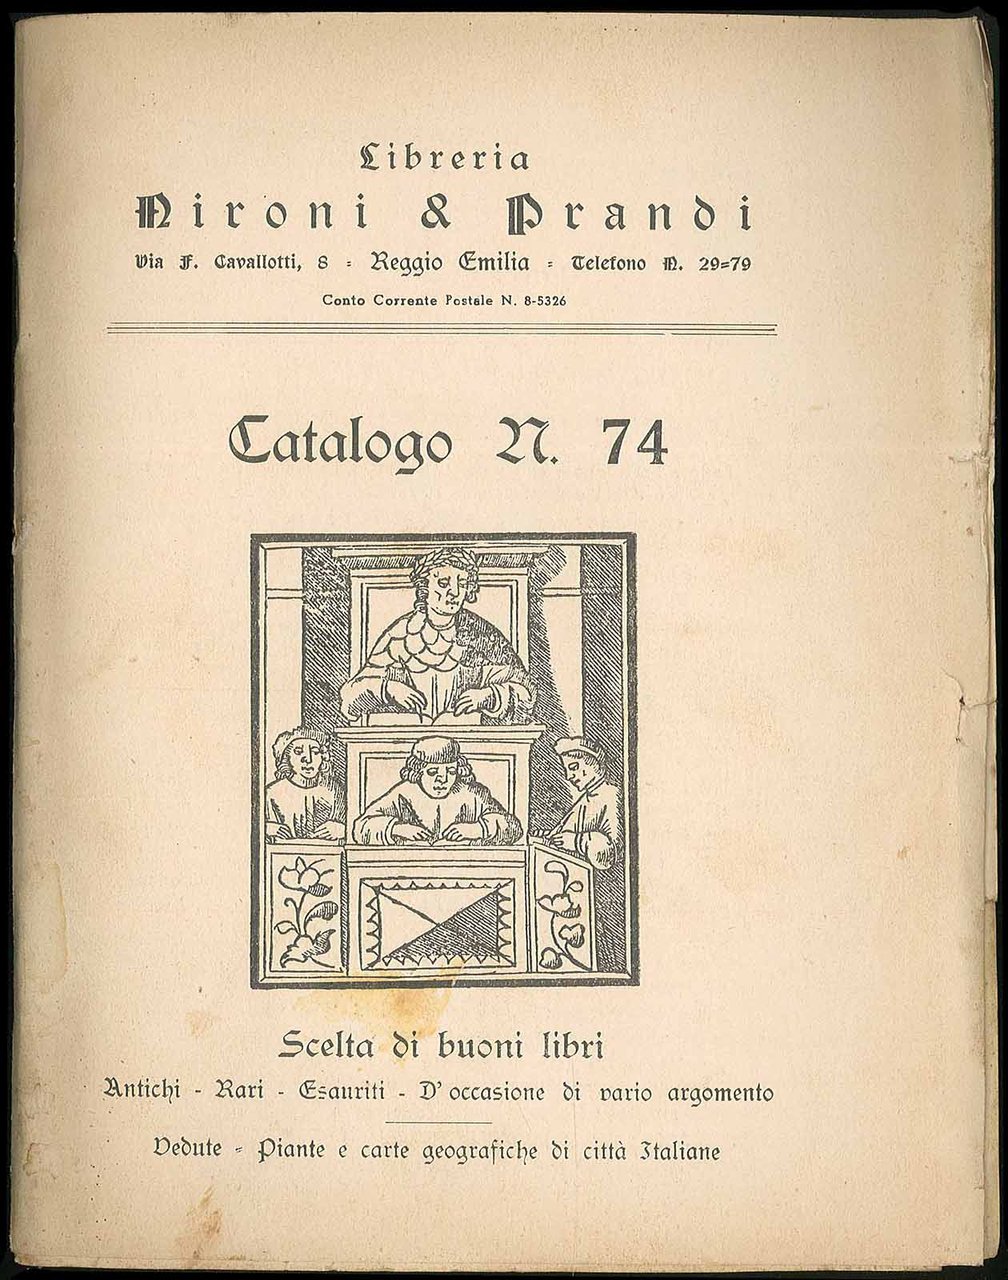 Libreria
Nironi & Prandi
Via F. Cavallotti, 8 = Reggio Emilia = Telefono N. 29=79
Conto Corrente Postale N. 8-5326
Catalogo N. 74
Scelta di buoni libri
Antichi - Rari - Esauriti - D' occasione di vario argomento
Vedute = Piante e carte geografiche di città Italiane